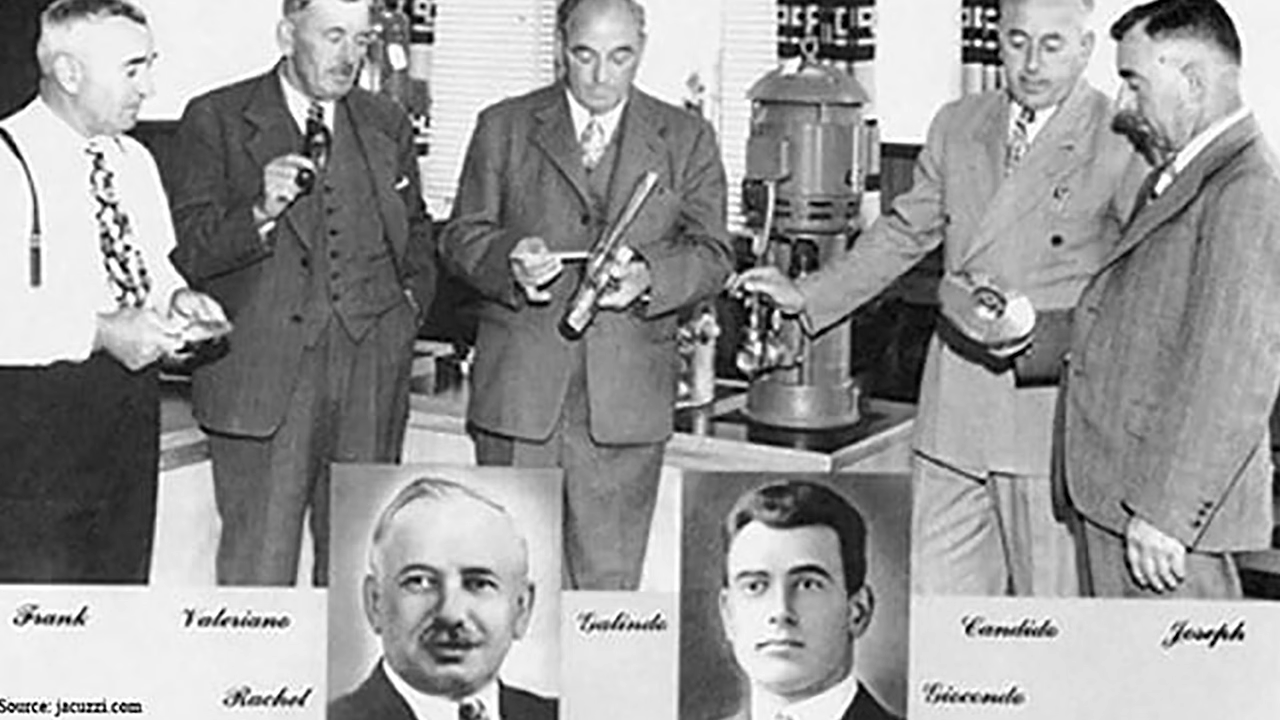 Frank
Valeriano
Galindo
Candido
Joseph
Rachel
Giocondo
Source: jacuzzi.com